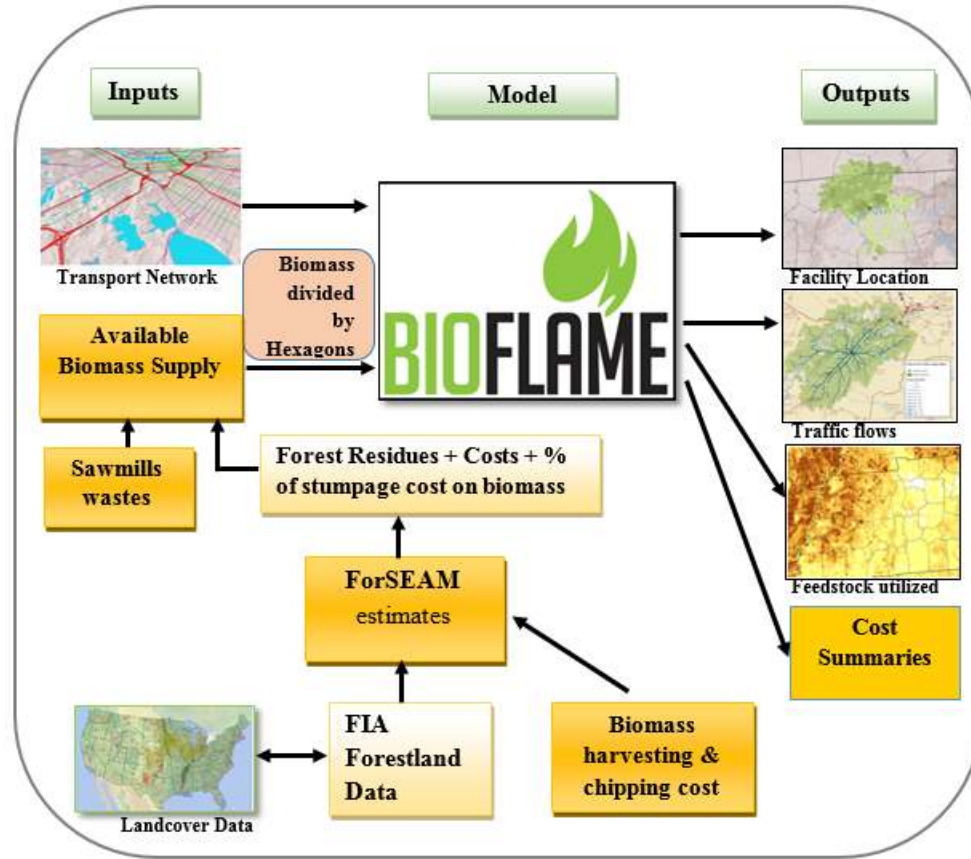 Inputs
Model
Outputs
Transport Network
Biomass
divided
by
Hexagons
BIOFLAME
Facility Location
Available
Biomass Supply
Traffic flows
Sawmills
wastes
Forest Residues + Costs + %
of stumpage cost on biomass
Feedstock utilized
ForSEAM
estimates
Cost
Summaries
FIA
Forestland
Data
Biomass
harvesting &
chipping cost
Landcover Data